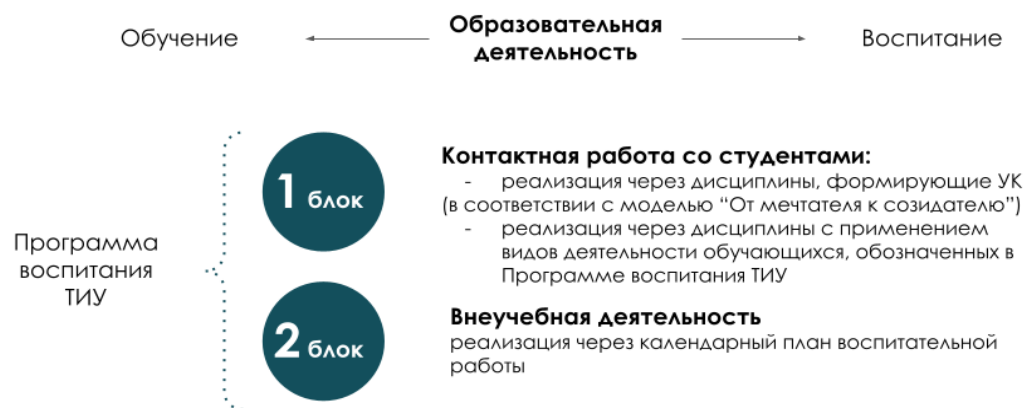 Обучение
Образовательная
деятельность
Воспитание
Программа
воспитания
ТИУ
1 блок
Контактная работа со студентами:
- реализация через дисциплины, формирующие УК
(в соответствии с моделью “От мечтателя к созидателю”)
- реализация через дисциплины с применением
видов деятельности обучающихся, обозначенных в
Программе воспитания ТИУ
2 блок
Внеучебная деятельность
реализация через календарный план воспитательной
работы